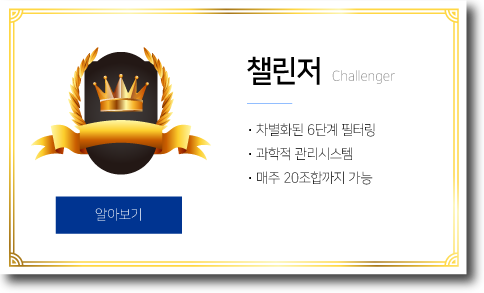 챌린저 Challenger
· 차별화된 6단계 필터링
· 과학적 관리시스템
· 매주 20조합까지 가능
알아보기